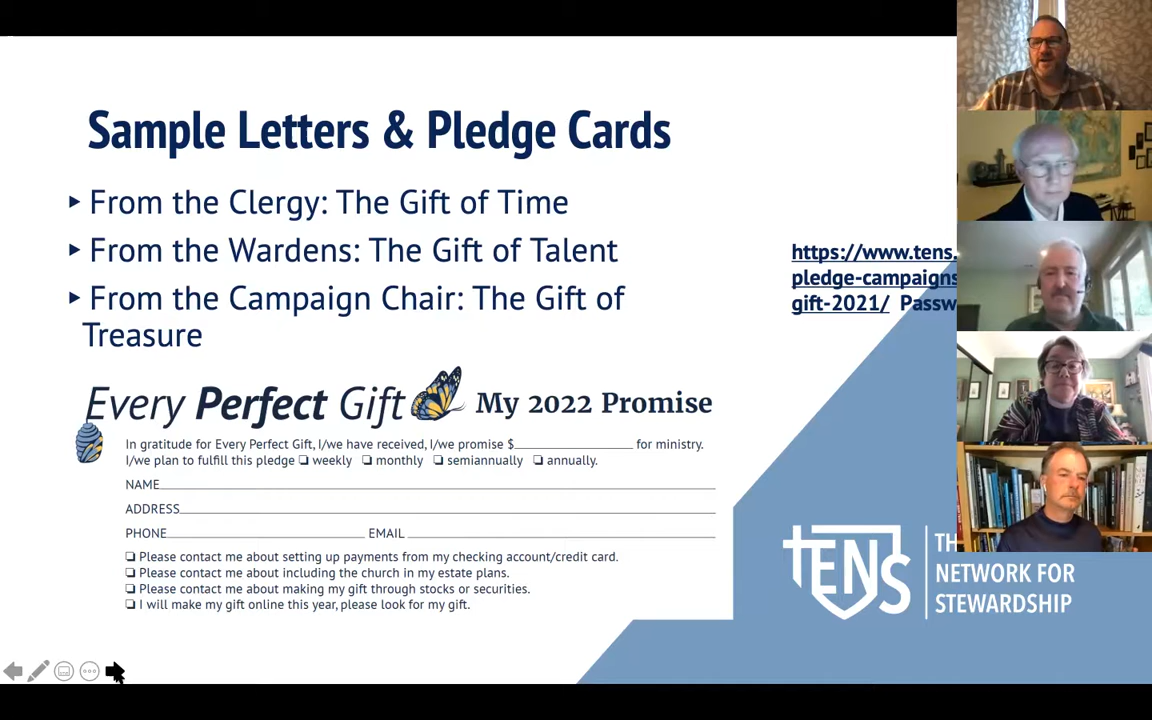 Sample Letters & Pledge Cards
‣ From the Clergy: The Gift of Time
‣ From the Wardens: The Gift of Talent
‣ From the Campaign Chair: The Gift of
Treasure
https://www.tens.
pledge-campaigns
gift-2021/
Every Perfect Gift My 2022 Promise
In gratitude for Every Perfect Gift, I/we have received, I/we promise $ for ministry.
I/we plan to fulfill this pledge ❏ weekly ❏ monthly ❏ semiannually ❏ annually.
NAME
ADDRESS
PHONE EMAIL
❏ Please contact me about setting up payments from my checking account/credit card.
❏ Please contact me about including the church in my estate plans.
❏ Please contact me about making my gift through stocks or securities.
❏ I will make my gift online this year, please look for my gift.
TENS
NETWORK FOR
STEWARDSHIP